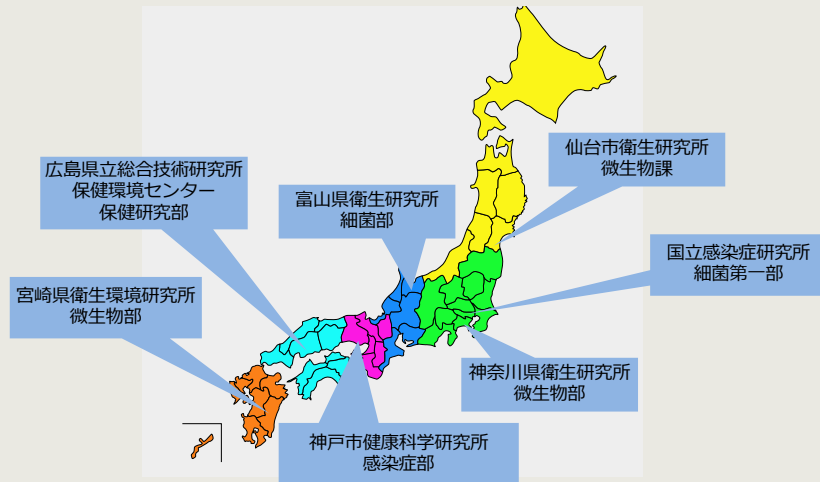 仙台市衛生研究所
微生物課
広島県立総合技術研究所
保健環境センター
保健研究部
富山県衛生研究所
細菌部
国立感染症研究所
細菌第一部
宮崎県衛生環境研究所
微生物部
神奈川県衛生研究所
微生物部
神戸市健康科学研究所
感染症部